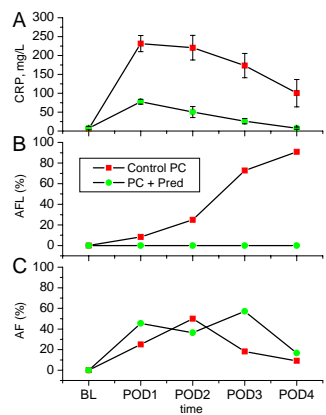 A
CRP, mg/L
300
250
200
150
100
50
0
B
AFL (%)
100
80
60
40
20
0
Control PC
PC + Pred
C
AF (%)
100
80
60
40
20
0
BL POD1 POD2 POD3 POD4
time